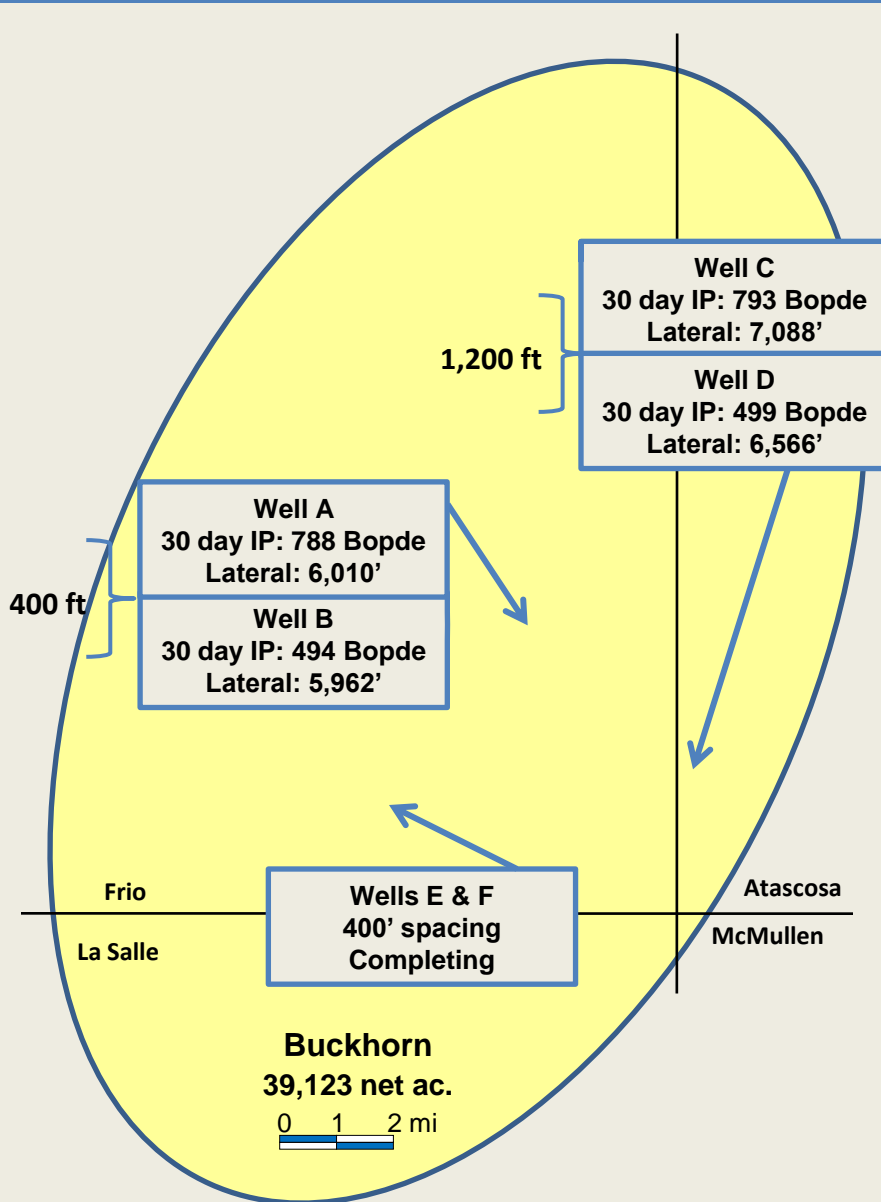 Well C
30 day IP: 793 Bopde
Lateral: 7,088’
1,200 ft
Well D
30 day IP: 499 Bopde
Lateral: 6,566’
Well A
30 day IP: 788 Bopde
Lateral: 6,010’
400 ft
Well B
30 day IP: 494 Bopde
Lateral: 5,962’
Frio
Atascosa
La Salle
McMullen
Wells E & F
400’ spacing
Completing
Buckhorn
39,123 net ac.
0 1 2 mi